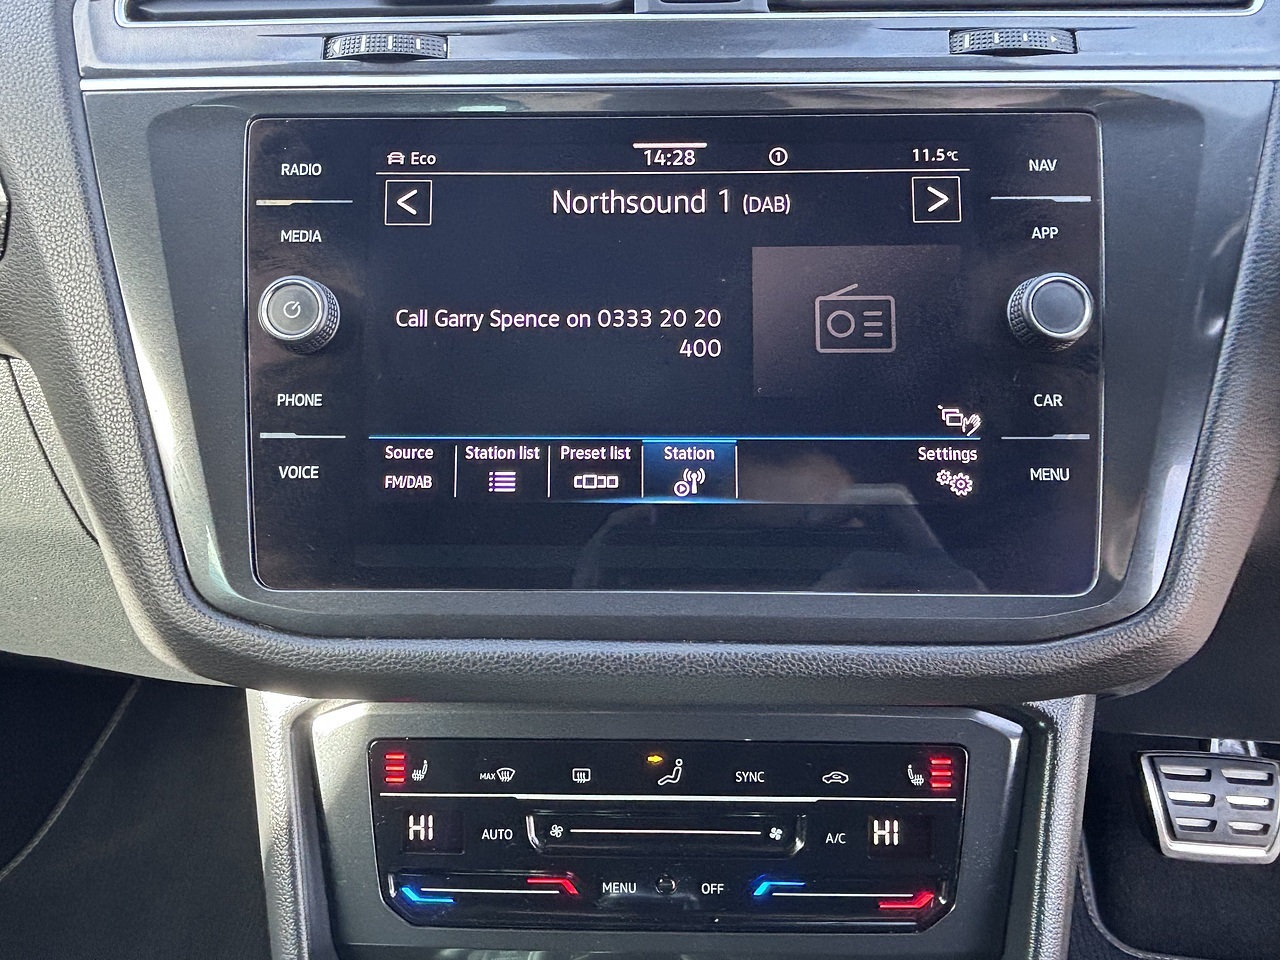 Eco 14:28 1 11.5°C
RADIO
NAV
Northsound 1 (DAB)
MEDIA
APP
Call Garry Spence on 0333 20 20
400
PHONE
CAR
Source
Station list
Preset list
Station
Settings
FM/DAB
VOICE
MENU
MAX
SYNC
HI
AUTO
A/C
HI
MENU
OFF